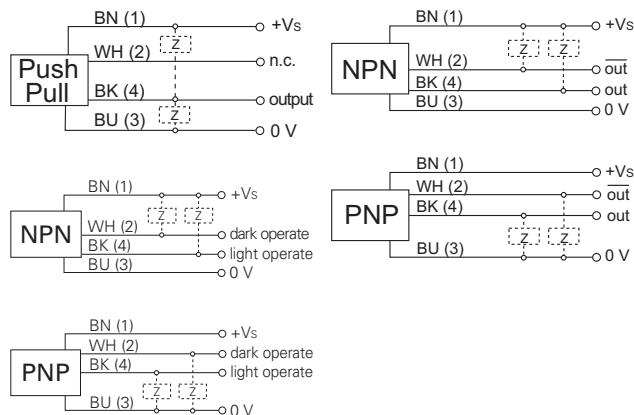 BN (1)
+Vs
Z
Push
Pull
WH (2)
n.c.
BK (4)
output
Z
BU (3)
0 V
BN (1)
+Vs
Z
Z
NPN
WH (2)
out
BK (4)
out
BU (3)
0 V
BN (1)
+Vs
Z
Z
NPN
WH (2)
dark operate
BK (4)
light operate
BU (3)
0 V
BN (1)
+Vs
WH (2)
out
PNP
BK (4)
out
Z
Z
BU (3)
0 V
BN (1)
+Vs
WH (2)
dark operate
PNP
BK (4)
light operate
Z
Z
BU (3)
0 V